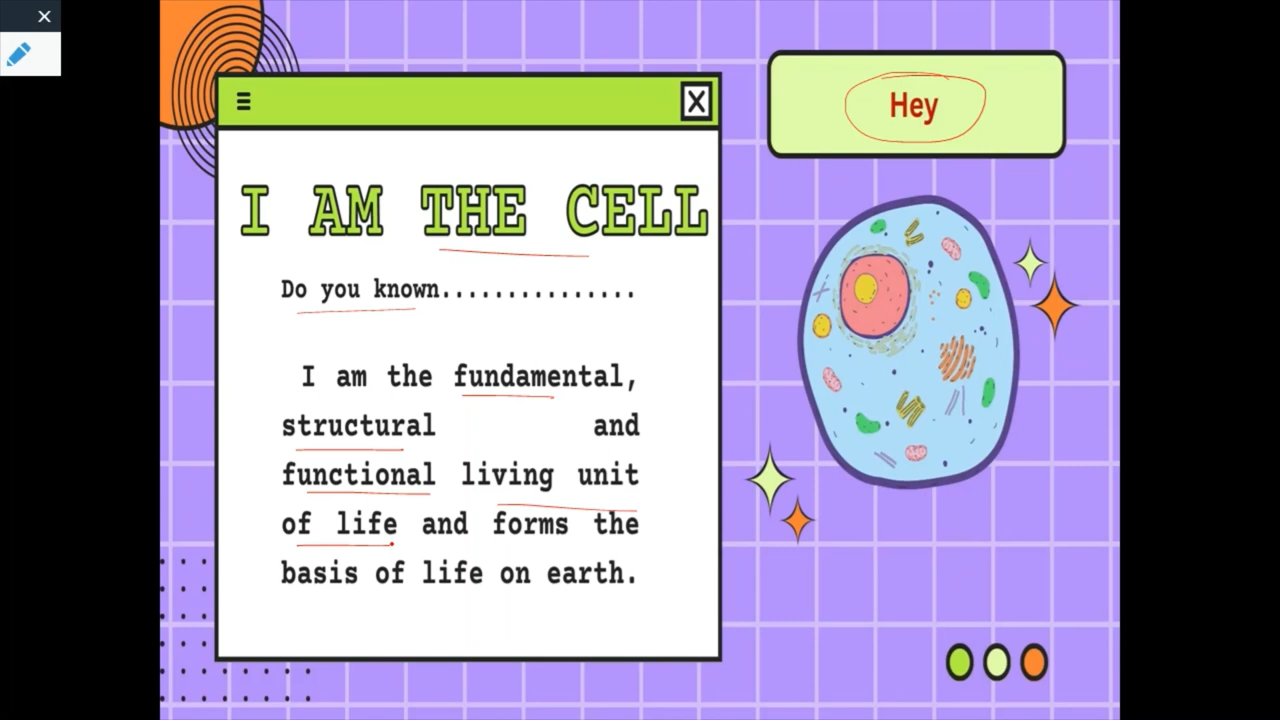 Hey
I AM THE CELL
Do you known...............
I am the fundamental,
structural and
functional living unit
of life and forms the
basis of life on earth.